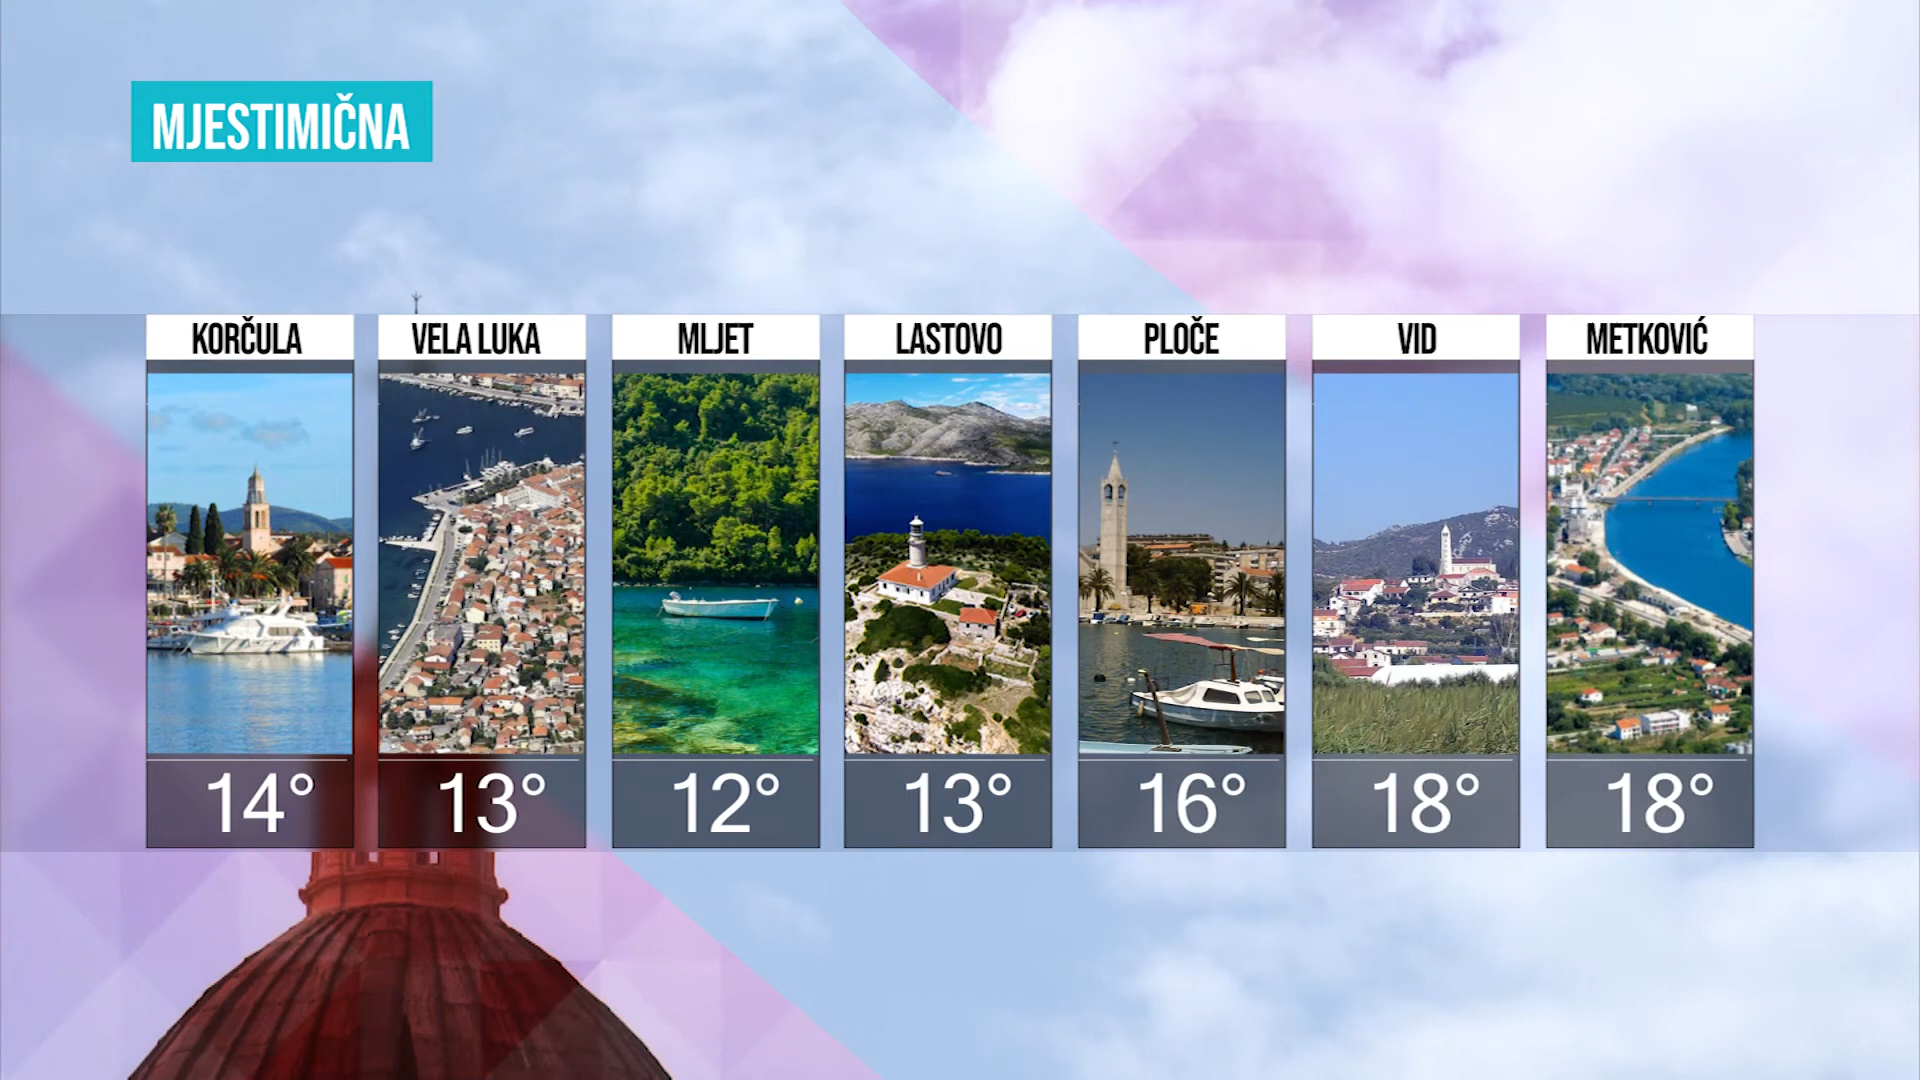 MJESTIMIČNA
KORČULA
VELA LUKA
MLJET
LASTOVO
PLOČE
VID
METKOVIĆ
14°
13°
12°
13°
16°
18°
18°